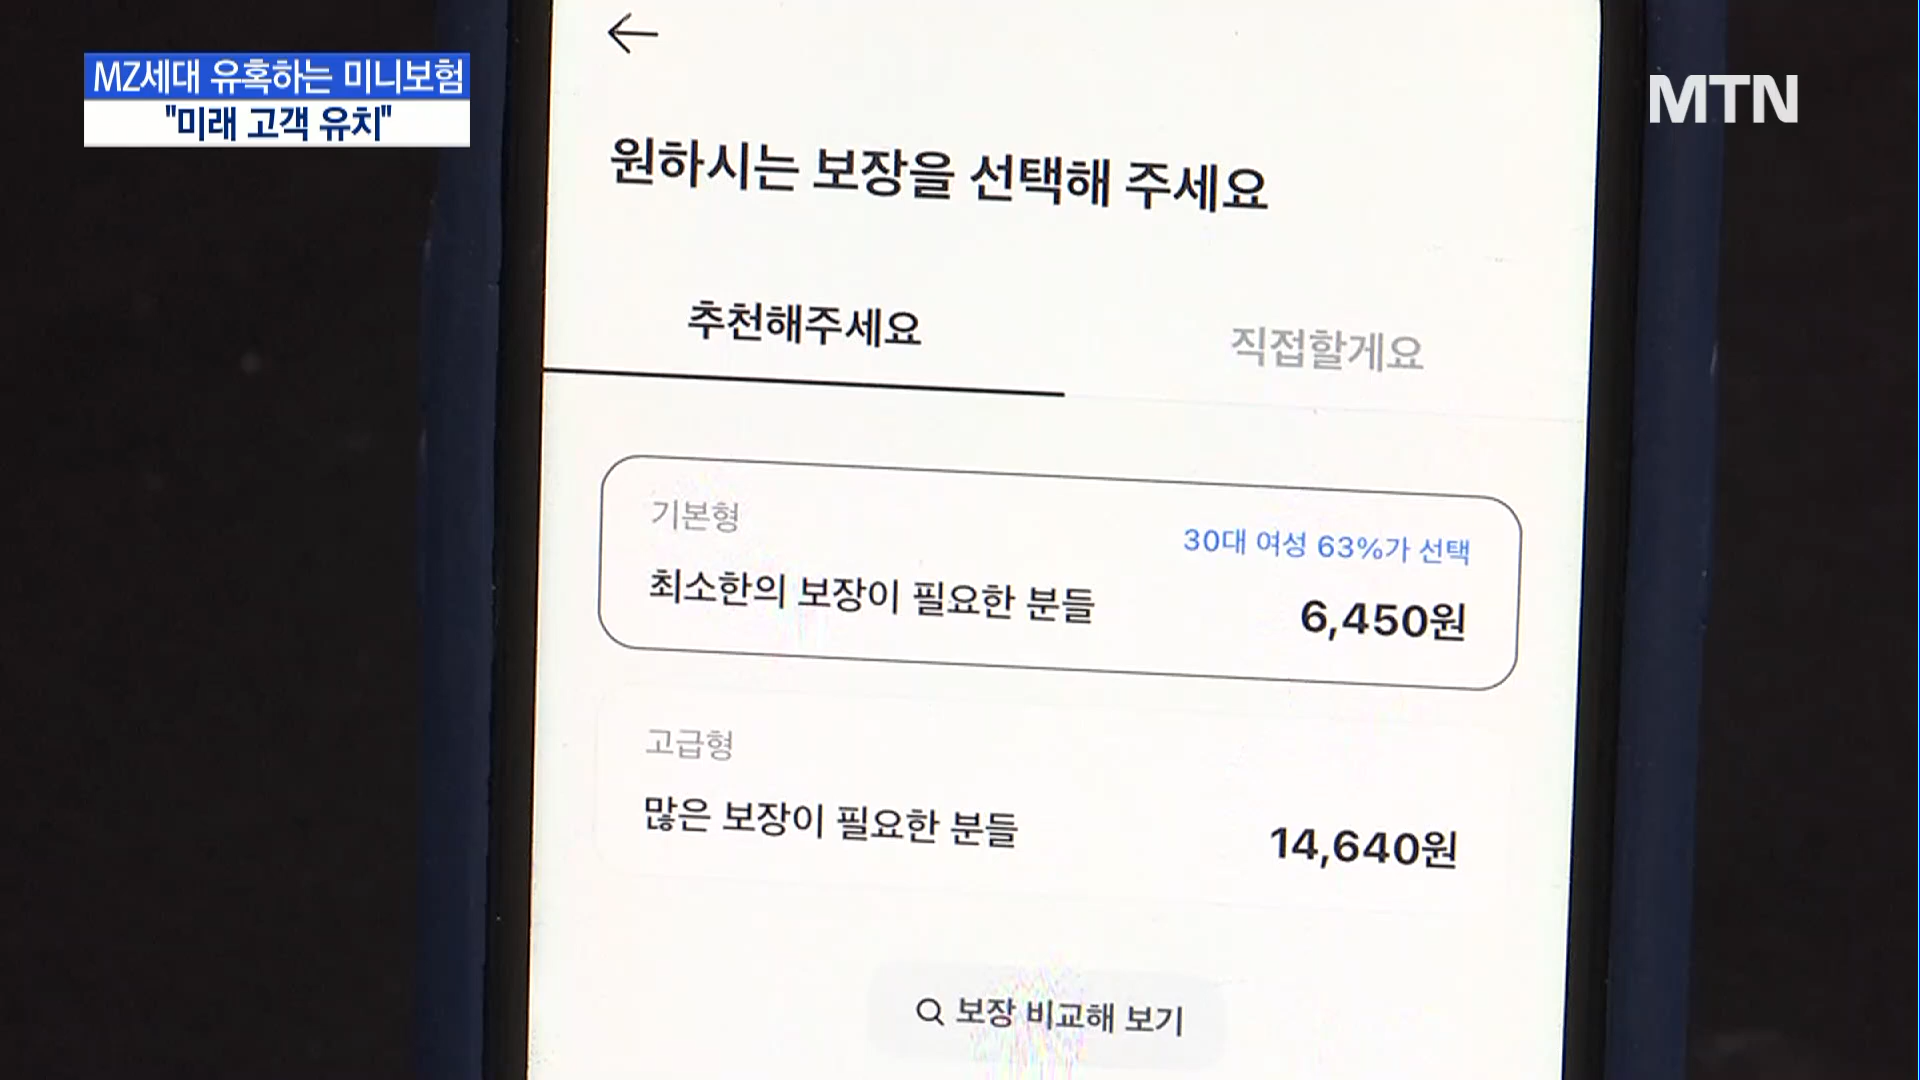 MZ세대 유혹하는 미니보험
"미래 고객 유치"
MTN
원하시는 보장을 선택해 주세요
추천해주세요
직접할게요
기본형
30대 여성 63%가 선택
최소한의 보장이 필요한 분들
6,450원
고급형
많은 보장이 필요한 분들
14,640원
보장 비교해 보기